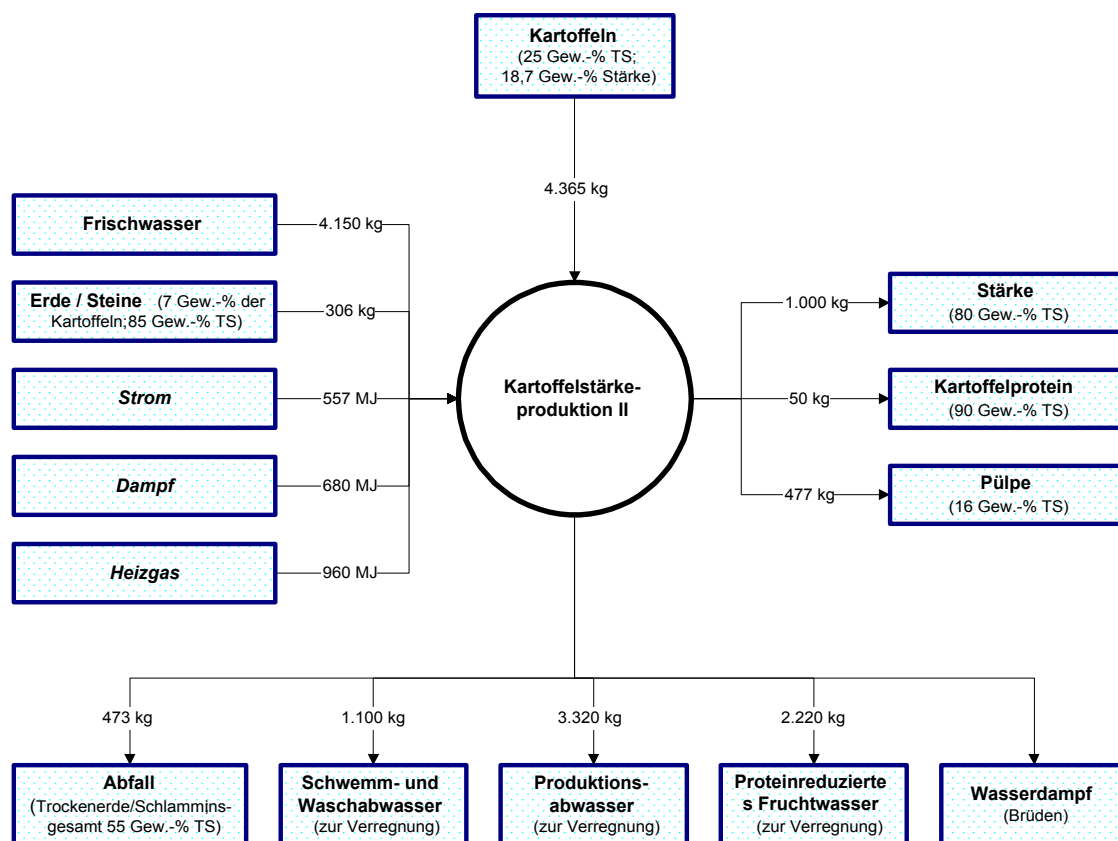 Kartoffeln
(25 Gew.-% TS;
18,7 Gew.-% Stärke)
4.365 kg
Frischwasser
4.150 kg
Erde / Steine (7 Gew.-% der
Kartoffeln;85 Gew.-% TS)
306 kg
Strom
557 MJ
Dampf
680 MJ
Heizgas
960 MJ
Kartoffelstärke-
produktion II
1.000 kg
Stärke
(80 Gew.-% TS)
50 kg
Kartoffelprotein
(90 Gew.-% TS)
477 kg
Pülpe
(16 Gew.-% TS)
473 kg
1.100 kg
3.320 kg
2.220 kg
Abfall
(Trockenerde/Schlammins-
gesamt 55 Gew.-% TS)
Schwemm- und
Waschabwasser
(zur Verregnung)
Produktions-
abwasser
(zur Verregnung)
Proteinreduzierte
s Fruchtwasser
(zur Verregnung)
Wasserdampf
(Brüden)